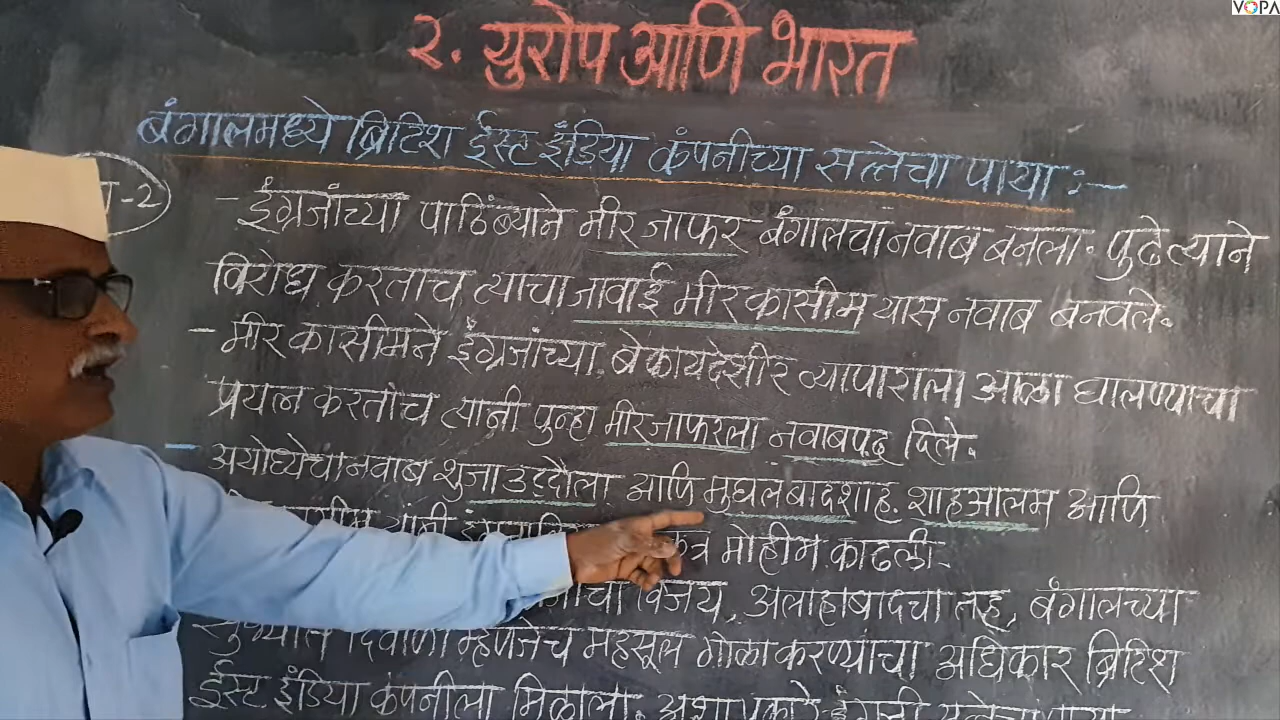 VOPA
२. युरोप आणि भारत
बंगालमध्ये ब्रिटिश ईस्ट इंडिया कंपनीच्या सत्तेचा पाया :-
-2
- इंग्रजांच्या पाठिंब्याने मीर जाफर बंगालचा नवाब बनला. पुढे त्याने
विरोध करताच त्याचा जावाई मीर कासीम यास नवाब बनवले.
- मीर कासीमने इंग्रजांच्या बेकायदेशीर व्यापाराला आळा घालण्याचा
प्रयत्न करताच त्यांनी पुन्हा मीर जाफरला नवाबपद दिले.
- अयोध्येचा नवाब शुजा उद्दौला आणि मुघल बादशाह शाहआलम आणि
यांनी मोहीम काढली.
विजय, अलाहाबादचा तह, बंगालच्या
म्हणजेच महसूल गोळा करण्याचा अधिकार ब्रिटिश
ईस्ट इंडिया कंपनीला मिळाला.